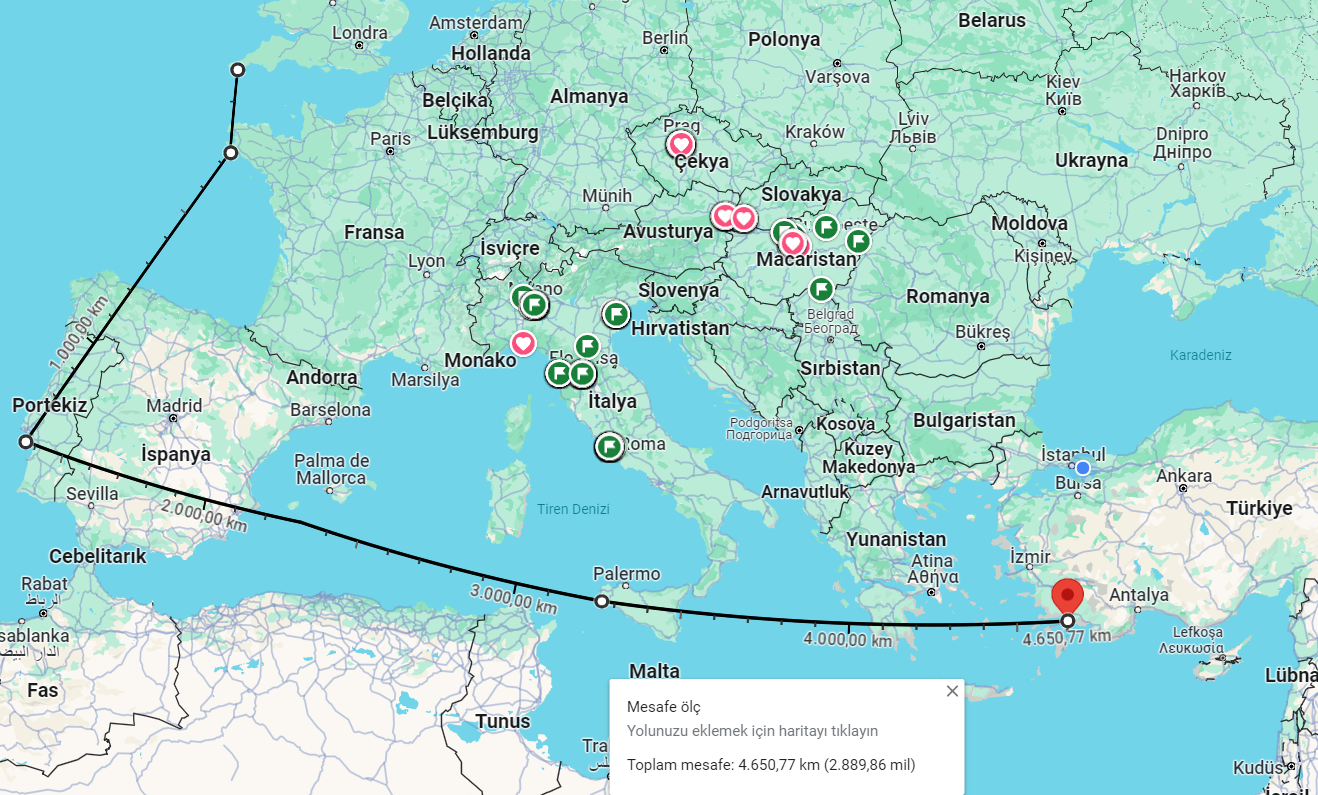 Londra
Amsterdam
Hollanda
Berlin
Polonya
Belarus
Varşova
Belçika
Almanya
Kiev
Київ
Harkov
Харків
Lüksemburg
Paris
Prag
Çekya
Kraków
Lviv
ЛЬВІВ
Dnipro
Дніпро
Ukrayna
Slovakya
Münih
Fransa
Avusturya
İsviçre
Macaristan
Moldova
Kişinev
Lyon
Slovenya
Romanya
1.000,00 km
Hırvatistan
Belgrad
Београд
Bükreş
Monako
Marsilya
Andorra
Sırbistan
Karadeniz
Portekiz
Madrid
Barselona
İtalya
Podgoritsa
Подгорица
Kosova
Bulgaristan
İspanya
Roma
Kuzey
Makedonya
İstanbul
Bursa
Ankara
Palma de
Mallorca
Sevilla
2.000,00 km
Tiren Denizi
Arnavutluk
Türkiye
Yunanistan
Cebelitarık
İzmir
Atina
Αθήνα
Rabat
الرباط
Palermo
3.000,00 km
Antalya
4.000,00 km
4.650,77 km
sablanka
الدار البيض
Lefkoşa
Λευκωσία
Malta
Lübna
Fas
Tunus
Mesafe ölç
Yolunuzu eklemek için haritayı tıklayın
Toplam mesafe: 4.650,77 km (2.889,86 mil)
Kudüs